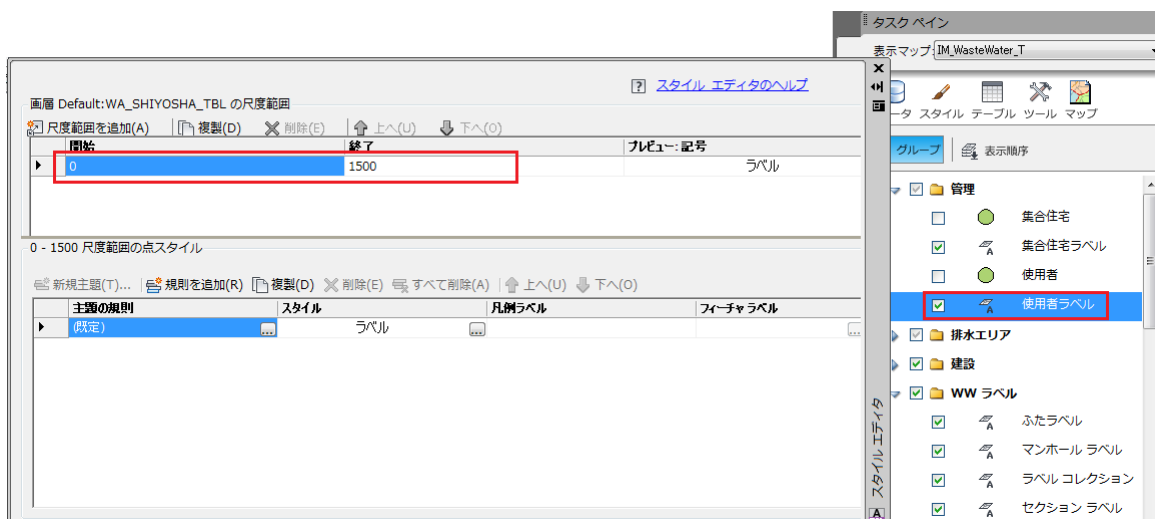 タスク ペイン
表示マップ: IM_WasteWater_T
? スタイル エディタのヘルプ
画層 Default:WA_SHIYOSHA_TBL の尺度範囲
尺度範囲を追加(A) 複製(D) 削除(E) 上へ(U) 下へ(O)
開始 終了 プレビュー: 記号
0 1500 ラベル
0 - 1500 尺度範囲の点スタイル
新規主題(T)... 規則を追加(R) 複製(D) 削除(E) すべて削除(A) 上へ(U) 下へ(O)
主題の規則 スタイル 凡例ラベル フィーチャ ラベル
(既定) ... ラベル ... ...
スタイル エディタ
ータ スタイル テーブル ツール マップ
グループ 表示順序
管理
集合住宅
集合住宅ラベル
使用者
使用者ラベル
排水エリア
建設
WW ラベル
ふたラベル
マンホール ラベル
ラベル コレクション
セクション ラベル